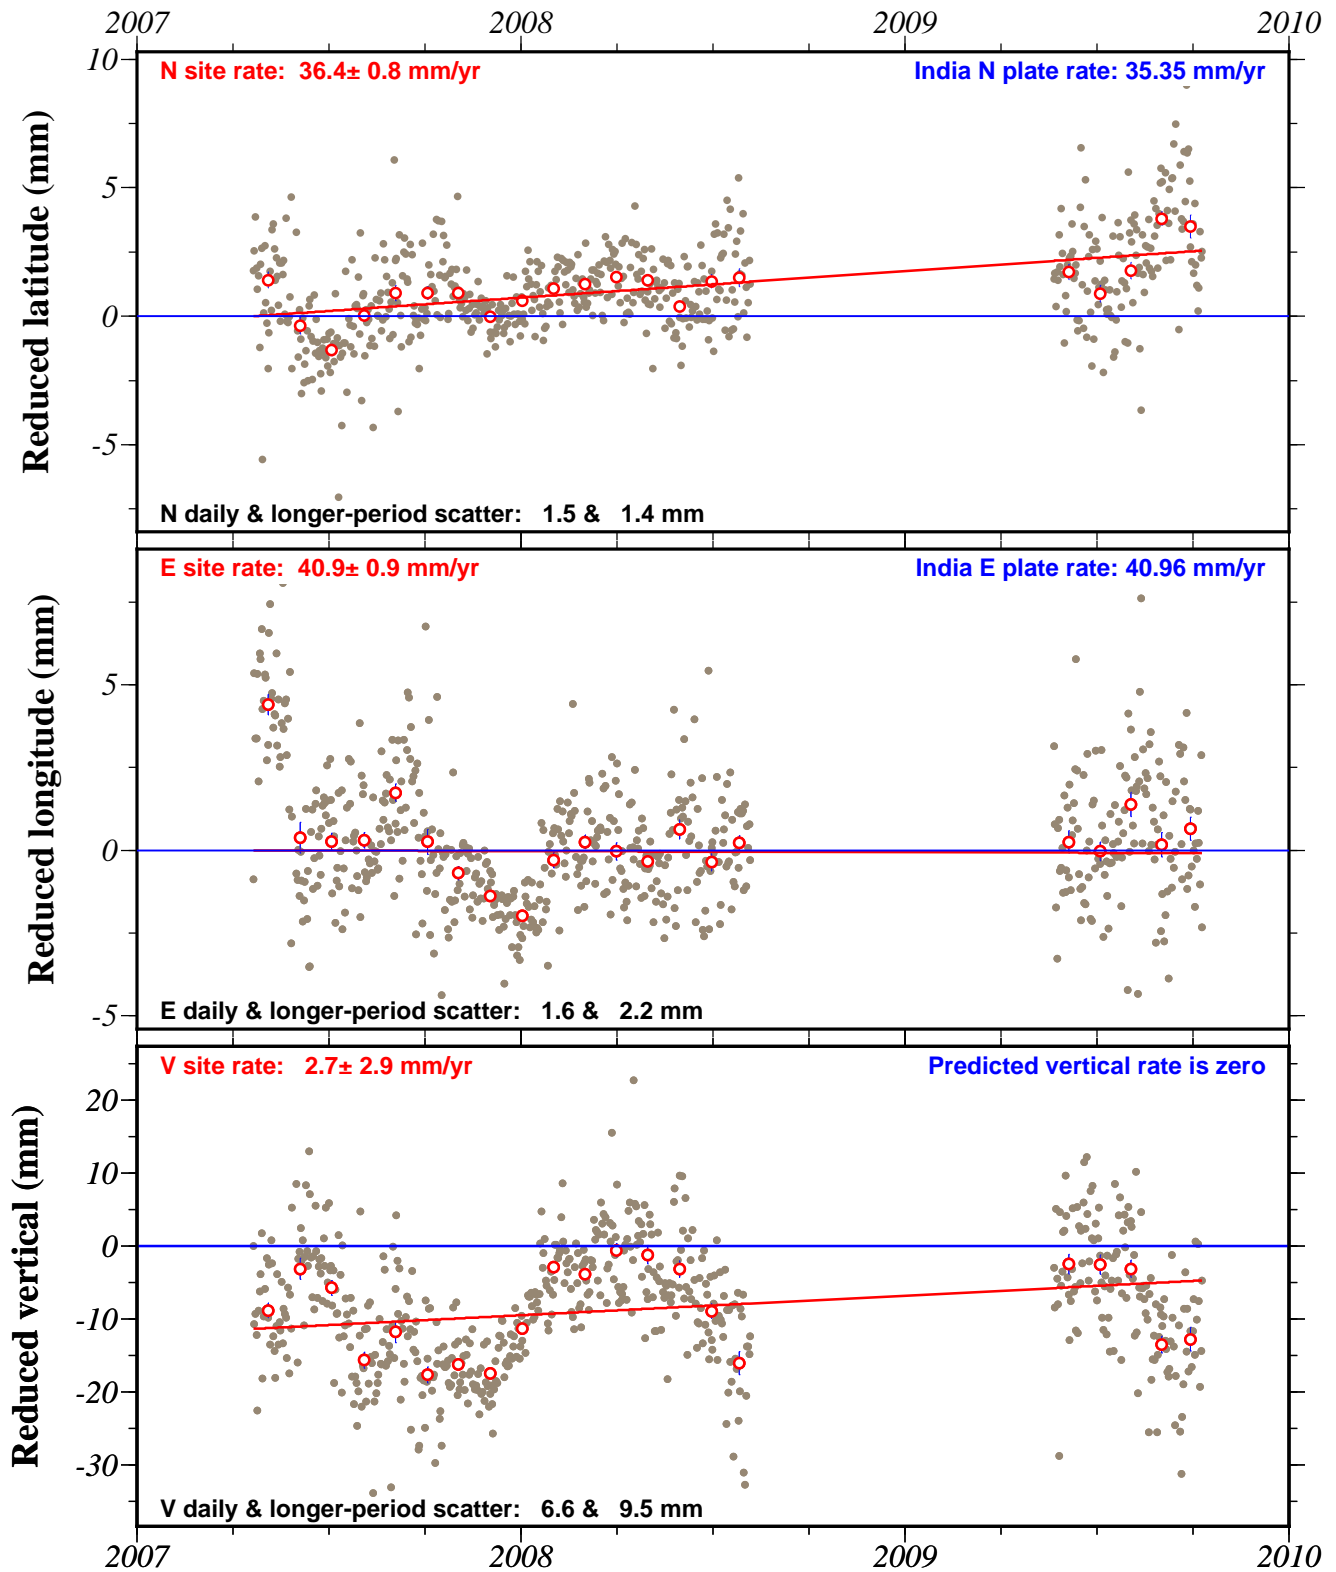 2007 2008 2009 2010
N site rate: 36.4± 0.8 mm/yr
India N plate rate: 35.35 mm/yr
10
5
0
-5
Reduced latitude (mm)
N daily & longer-period scatter: 1.5 & 1.4 mm
E site rate: 40.9± 0.9 mm/yr
India E plate rate: 40.96 mm/yr
5
0
-5
Reduced longitude (mm)
E daily & longer-period scatter: 1.6 & 2.2 mm
V site rate: 2.7± 2.9 mm/yr
Predicted vertical rate is zero
20
10
0
-10
-20
-30
Reduced vertical (mm)
V daily & longer-period scatter: 6.6 & 9.5 mm
2007 2008 2009 2010